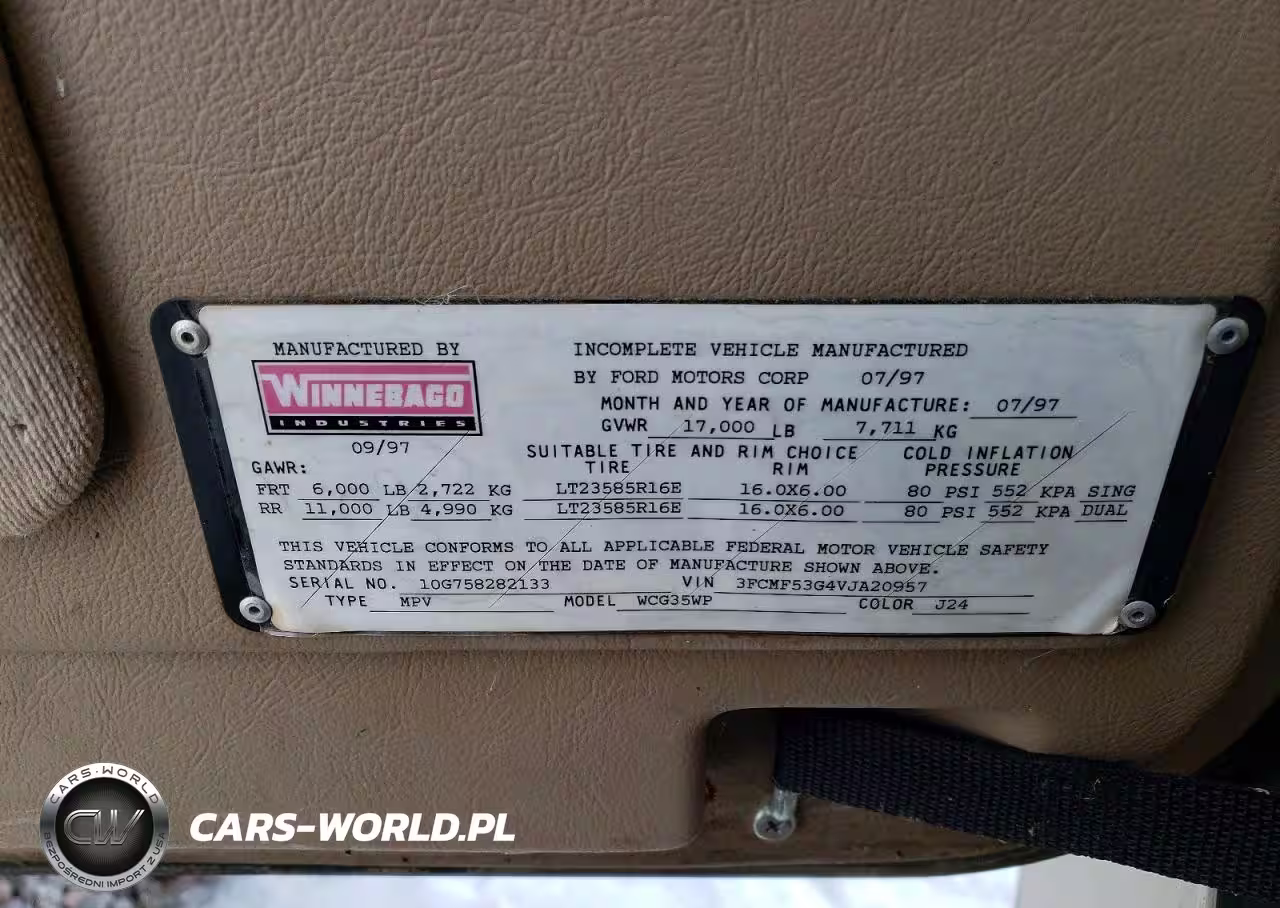 MANUFACTURED BY
WINNEBAGO
INDUSTRIES
09/97
INCOMPLETE VEHICLE MANUFACTURED
BY FORD MOTORS CORP 07/97
MONTH AND YEAR OF MANUFACTURE: 07/97
GVWR 17,000 LB 7,711 KG
SUITABLE TIRE AND RIM CHOICE COLD INFLATION
GAWR: TIRE RIM PRESSURE
FRT 6,000 LB 2,722 KG LT23585R16E 16.0X6.00 80 PSI 552 KPA SING
RR 11,000 LB 4,990 KG LT23585R16E 16.0X6.00 80 PSI 552 KPA DUAL
THIS VEHICLE CONFORMS TO ALL APPLICABLE FEDERAL MOTOR VEHICLE SAFETY
STANDARDS IN EFFECT ON THE DATE OF MANUFACTURE SHOWN ABOVE.
SERIAL NO. 10G758282133 VIN 3FCMF53G4VJA20957
TYPE MPV MODEL WCG35WP COLOR J24
CARS-WORLD
CW
BEZPOŚREDNI IMPORT Z USA
CARS-WORLD.PL